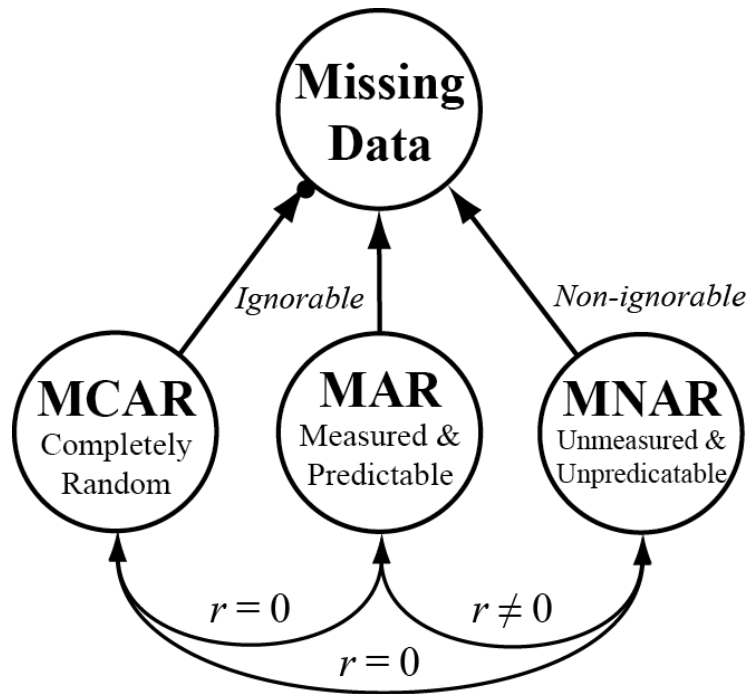 Missing
Data
Ignorable
Non-ignorable
MCAR
Completely
Random
MAR
Measured &
Predictable
MNAR
Unmeasured &
Unpredicatable
r = 0
r ≠ 0
r = 0